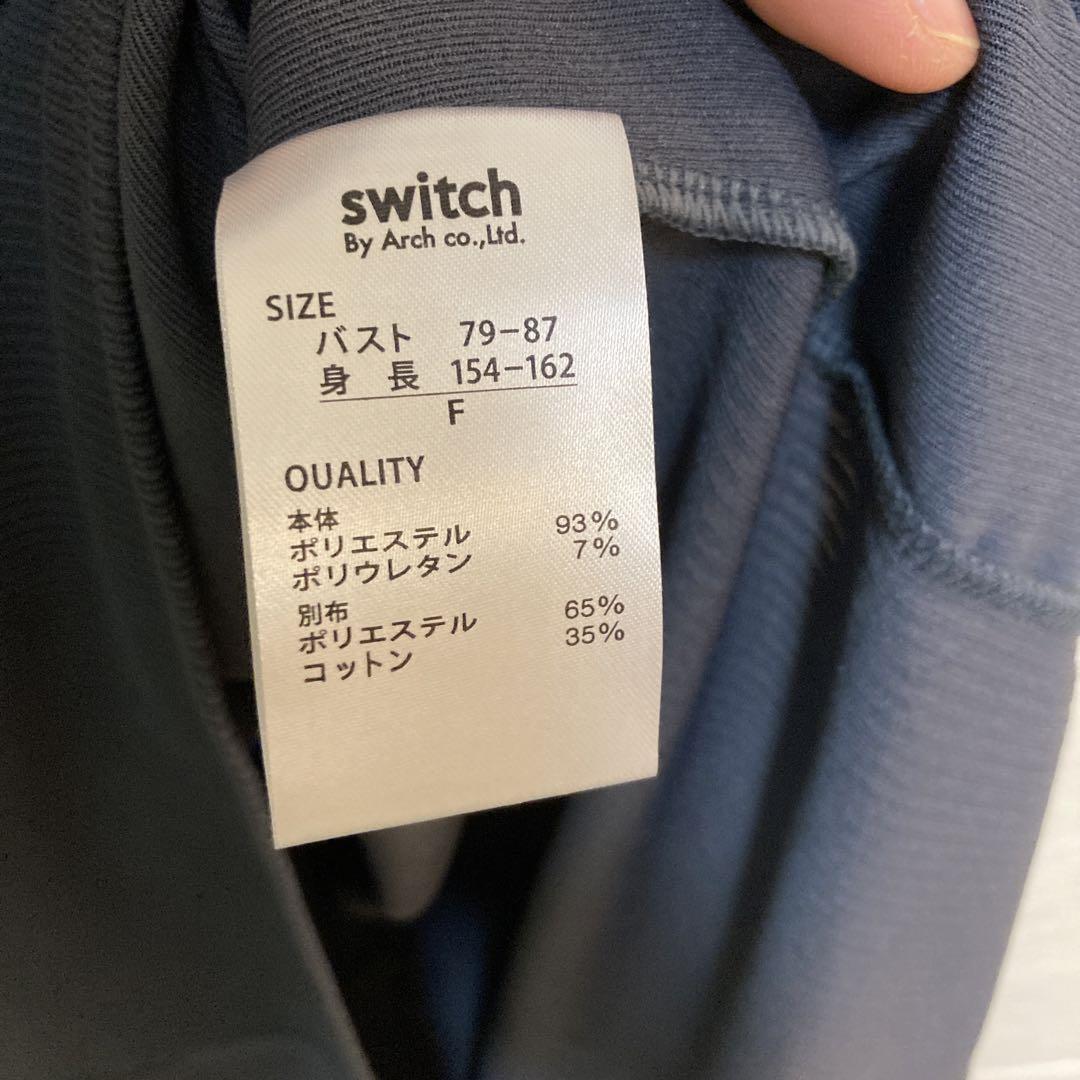 switch
By Arch co.,Ltd.
SIZE
バスト 79-87
身 長 154-162
F
QUALITY
本体
ポリエステル 93%
ポリウレタン 7%
別布
ポリエステル 65%
コットン 35%